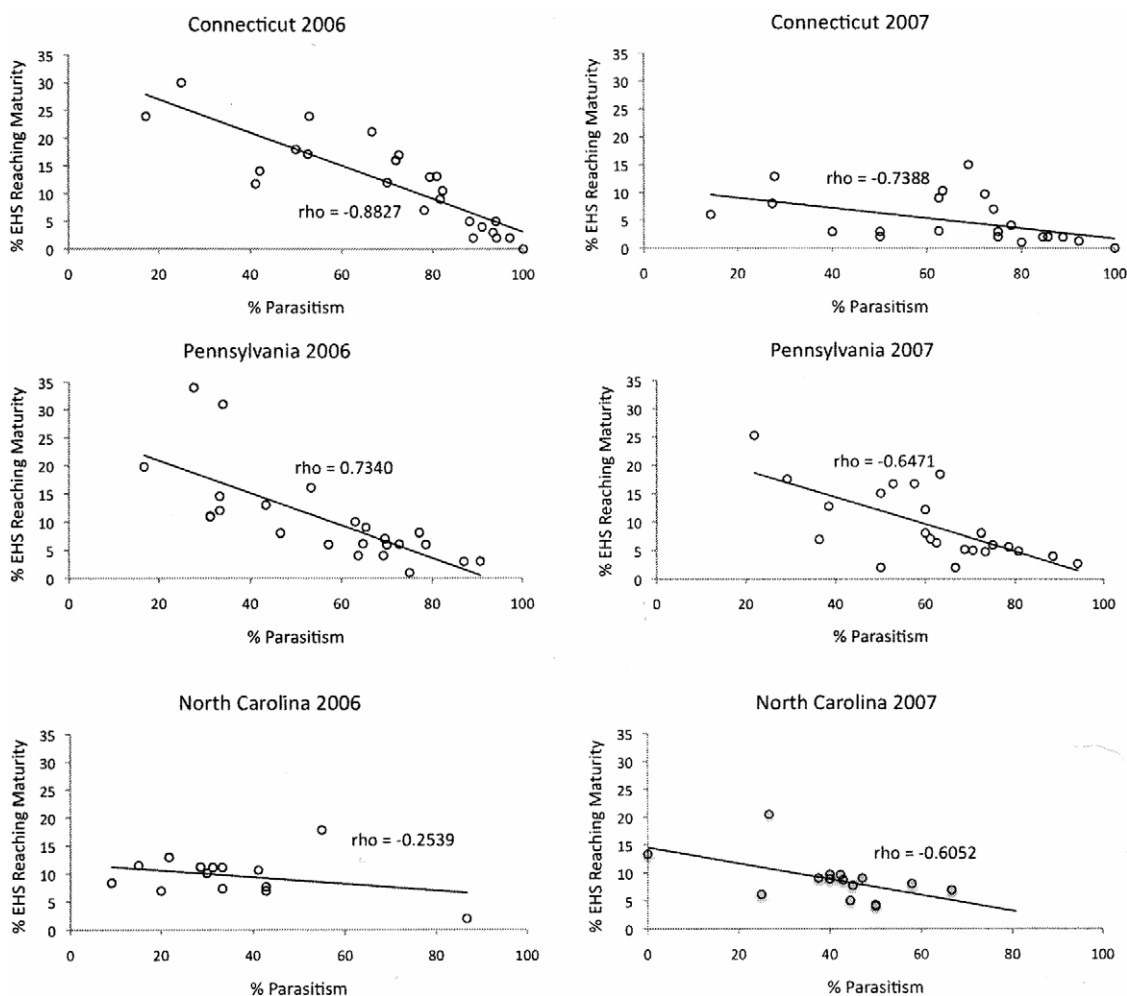 Connecticut 2006
% EHS Reaching Maturity
35
30
25
20
15
10
5
0
rho = -0.8827
0 20 40 60 80 100
% Parasitism
Connecticut 2007
% EHS Reaching Maturity
35
30
25
20
15
10
5
0
rho = -0.7388
0 20 40 60 80 100
% Parasitism
Pennsylvania 2006
% EHS Reaching Maturity
35
30
25
20
15
10
5
0
rho = 0.7340
0 20 40 60 80 100
% Parasitism
Pennsylvania 2007
% EHS Reaching Maturity
35
30
25
20
15
10
5
0
rho = -0.6471
0 20 40 60 80 100
% Parasitism
North Carolina 2006
% EHS Reaching Maturity
35
30
25
20
15
10
5
0
rho = -0.2539
0 20 40 60 80 100
% Parasitism
North Carolina 2007
% EHS Reaching Maturity
35
30
25
20
15
10
5
0
rho = -0.6052
0 20 40 60 80 100
% Parasitism